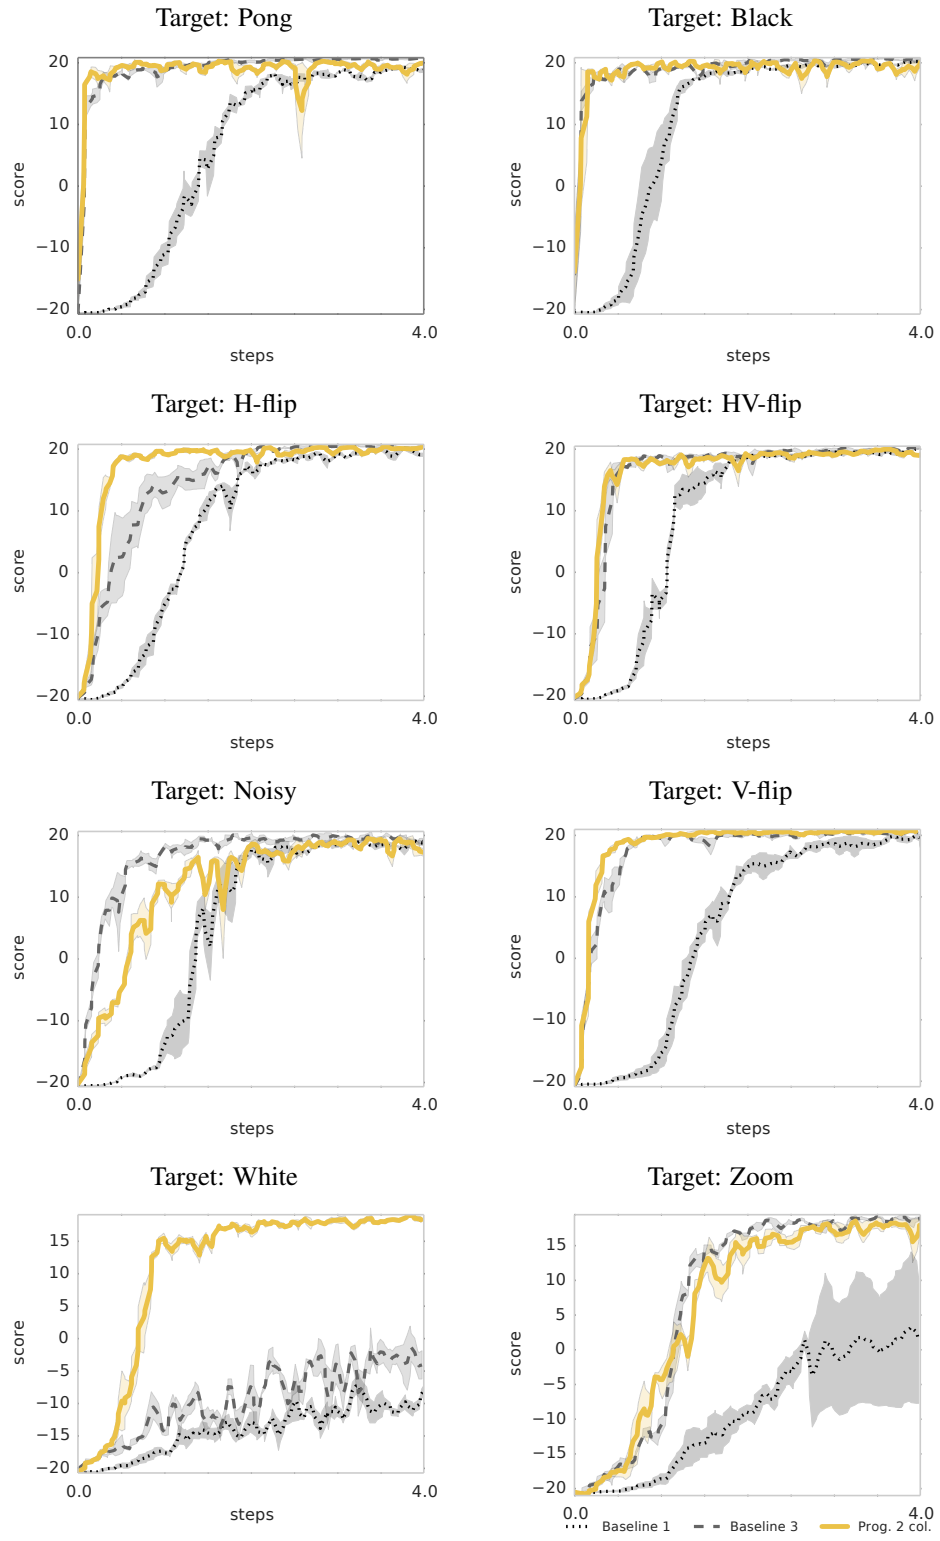 Target: Pong
20
10
0
−10
−20
score
0.0
4.0
steps
Target: Black
20
10
0
−10
−20
score
0.0
4.0
steps
Target: H-flip
20
10
0
−10
−20
score
0.0
4.0
steps
Target: HV-flip
20
10
0
−10
−20
score
0.0
4.0
steps
Target: Noisy
20
10
0
−10
−20
score
0.0
4.0
steps
Target: V-flip
20
10
0
−10
−20
score
0.0
4.0
steps
Target: White
15
10
5
0
−5
−10
−15
−20
score
0.0
4.0
steps
Target: Zoom
15
10
5
0
−5
−10
−15
−20
score
0.0
4.0
steps
Baseline 1
Baseline 3
Prog. 2 col.